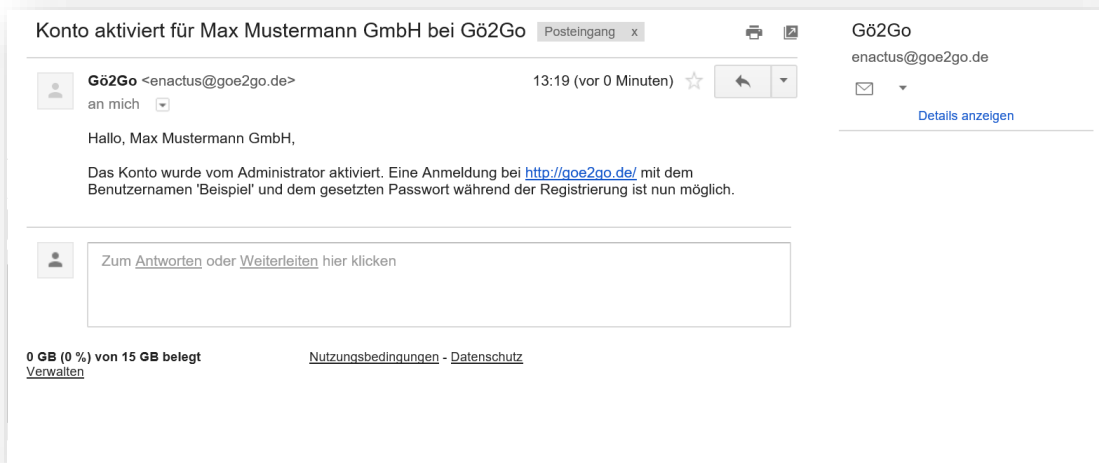 Konto aktiviert für Max Mustermann GmbH bei Gö2Go Posteingang x
Gö2Go <enactus@goe2go.de> 13:19 (vor 0 Minuten)
an mich
Hallo, Max Mustermann GmbH,
Das Konto wurde vom Administrator aktiviert. Eine Anmeldung bei http://goe2go.de/ mit dem
Benutzernamen 'Beispiel' und dem gesetzten Passwort während der Registrierung ist nun möglich.
Zum Antworten oder Weiterleiten hier klicken
0 GB (0 %) von 15 GB belegt
Verwalten
Nutzungsbedingungen - Datenschutz
Gö2Go
enactus@goe2go.de
Details anzeigen